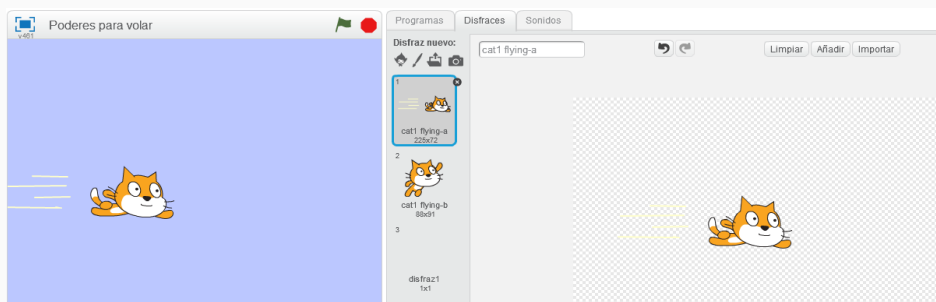 Poderes para volar
v461
Programas
Disfraces
Sonidos
Disfraz nuevo:
1
cat1 flying-a
225x72
2
cat1 flying-b
88x91
3
disfraz1
1x1
cat1 flying-a
Limpiar
Añadir
Importar